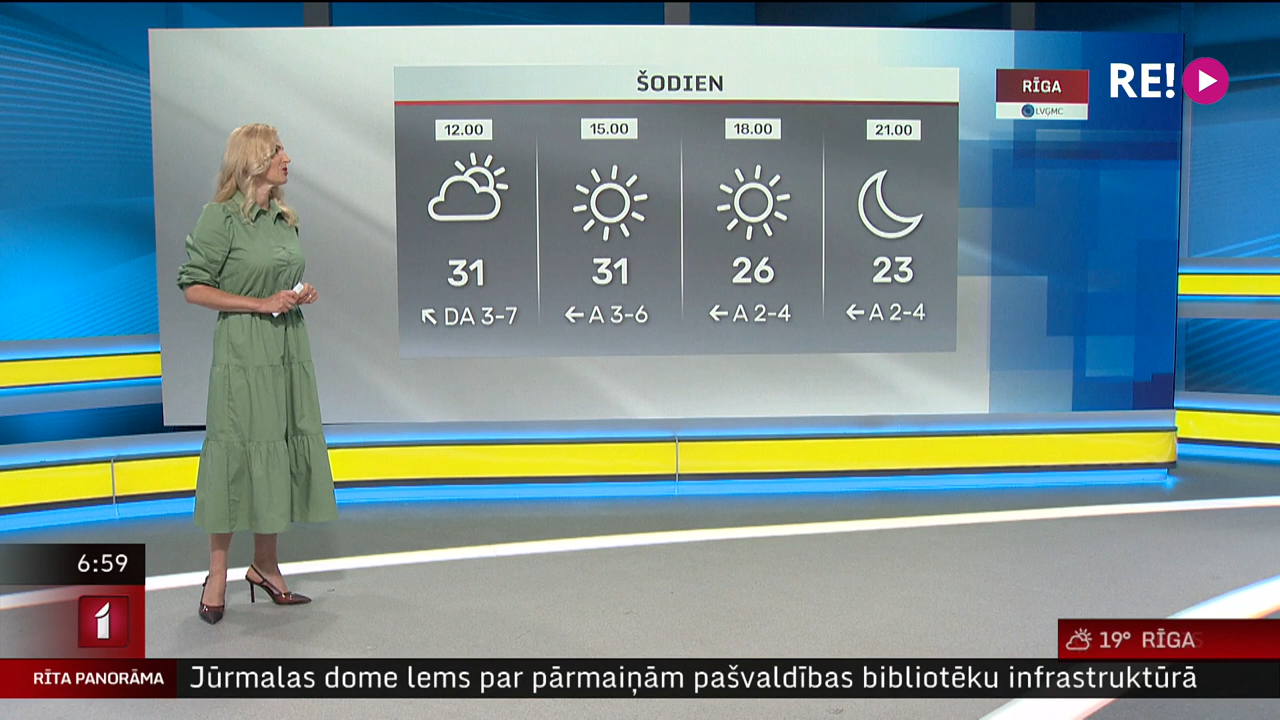 ŠODIEN
RĪGA
LVĢMC
RE!
12.00 15.00 18.00 21.00
31 31 26 23
DA 3-7 A 3-6 A 2-4 A 2-4
6:59
1
19° RĪGA
RĪTA PANORĀMA
Jūrmalas dome lems par pārmaiņām pašvaldības bibliotēku infrastruktūrā